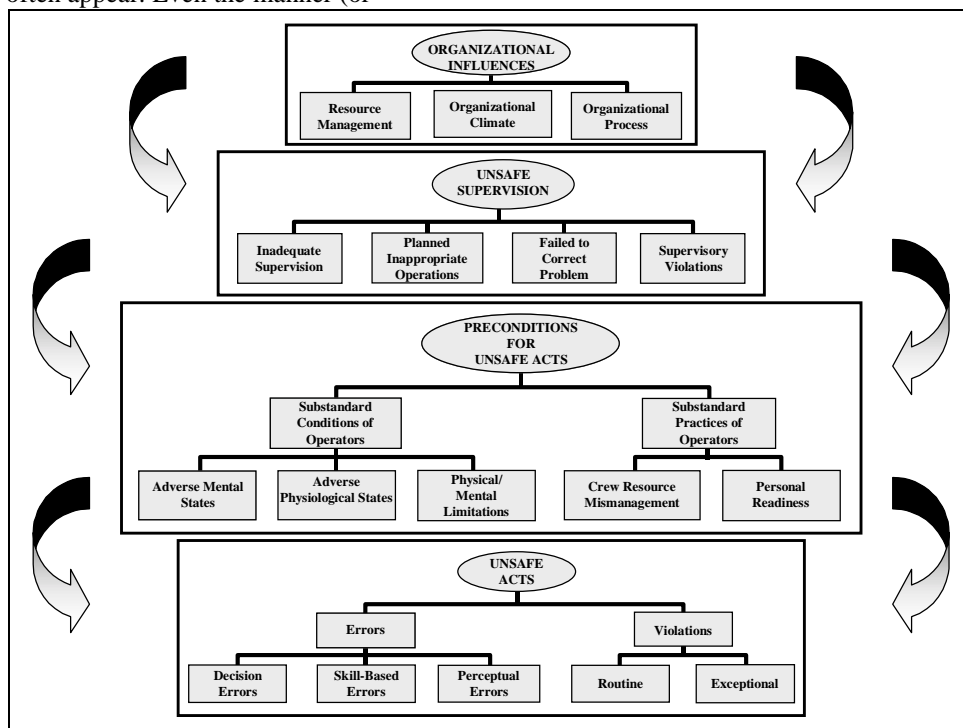 often appear. Even the manner (or
ORGANIZATIONAL
INFLUENCES
Resource
Management
Organizational
Climate
Organizational
Process
UNSAFE
SUPERVISION
Inadequate
Supervision
Planned
Inappropriate
Operations
Failed to
Correct
Problem
Supervisory
Violations
PRECONDITIONS
FOR
UNSAFE ACTS
Substandard
Conditions of
Operators
Substandard
Practices of
Operators
Adverse Mental
States
Adverse
Physiological States
Physical/
Mental
Limitations
Crew Resource
Mismanagement
Personal
Readiness
UNSAFE
ACTS
Errors
Violations
Decision
Errors
Skill-Based
Errors
Perceptual
Errors
Routine
Exceptional